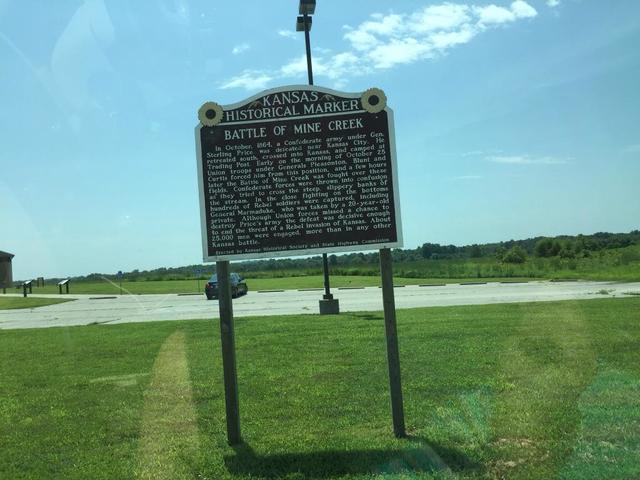 KANSAS
HISTORICAL MARKER
BATTLE OF MINE CREEK
In October, 1864, a Confederate army under Gen.
Sterling Price was defeated near Kansas City. He
retreated south, crossed into Kansas, and camped at
Trading Post. Early on the morning of October 25
Union troops under Generals Pleasonton, Blunt and
Curtis forced him from this position, and a few hours
later the Battle of Mine Creek was fought over these
fields. Confederate forces were thrown into confusion
as they tried to cross the steep, slippery banks of
the stream. In the close fighting on the bottoms
hundreds of Rebel soldiers were captured, including
General Marmaduke, who was taken by a 20-year-old
private. Although Union forces missed a chance to
destroy Price's army the defeat was decisive enough
to end the threat of a Rebel invasion of Kansas. About
25,000 men were engaged, more than in any other
Kansas battle.
Erected by Kansas Historical Society and State Highway Commission